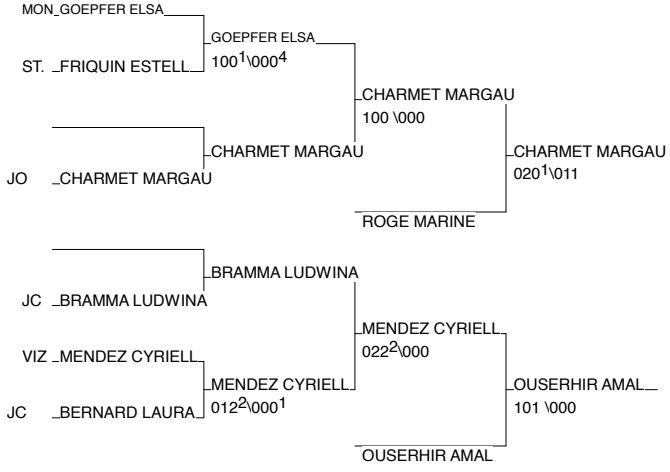 MON GOEPFER ELSA
GOEPFER ELSA
100¹\000⁴
ST. FRIQUIN ESTELL
CHARMET MARGAU
100 \000
CHARMET MARGAU
CHARMET MARGAU
020¹\011
JO CHARMET MARGAU
ROGE MARINE
BRAMMA LUDWINA
JC BRAMMA LUDWINA
MENDEZ CYRIELL
022²\000
VIZ MENDEZ CYRIELL
MENDEZ CYRIELL
012²\000¹
OUSERHIR AMAL
101 \000
JC BERNARD LAURA
OUSERHIR AMAL